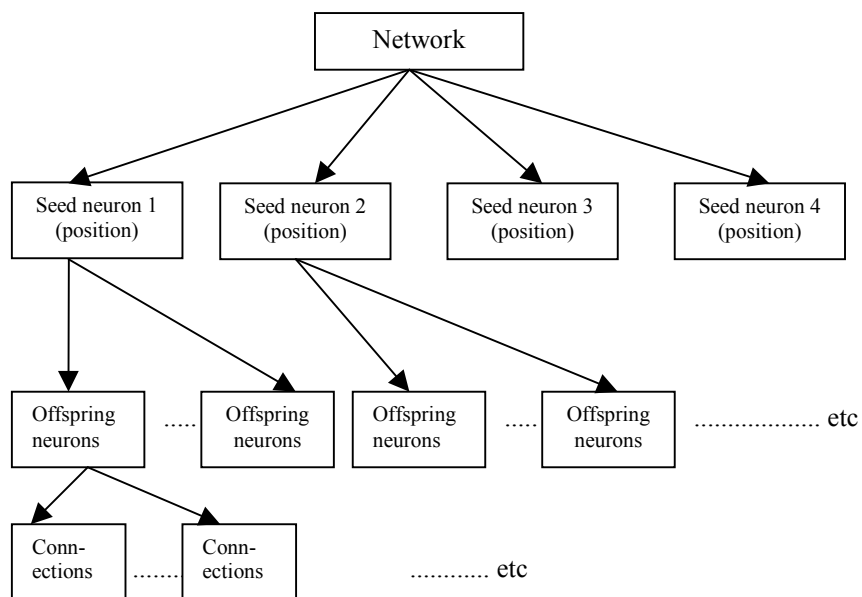 Network
Seed neuron 1
(position)
Seed neuron 2
(position)
Seed neuron 3
(position)
Seed neuron 4
(position)
Offspring
neurons
.....
Offspring
neurons
Offspring
neurons
.....
Offspring
neurons
.................... etc
Conn-
ections
........
Conn-
ections
............ etc